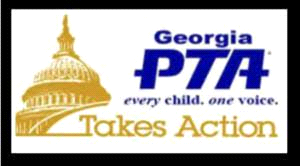 Georgia
PTA
every child. one voice.
Takes Action